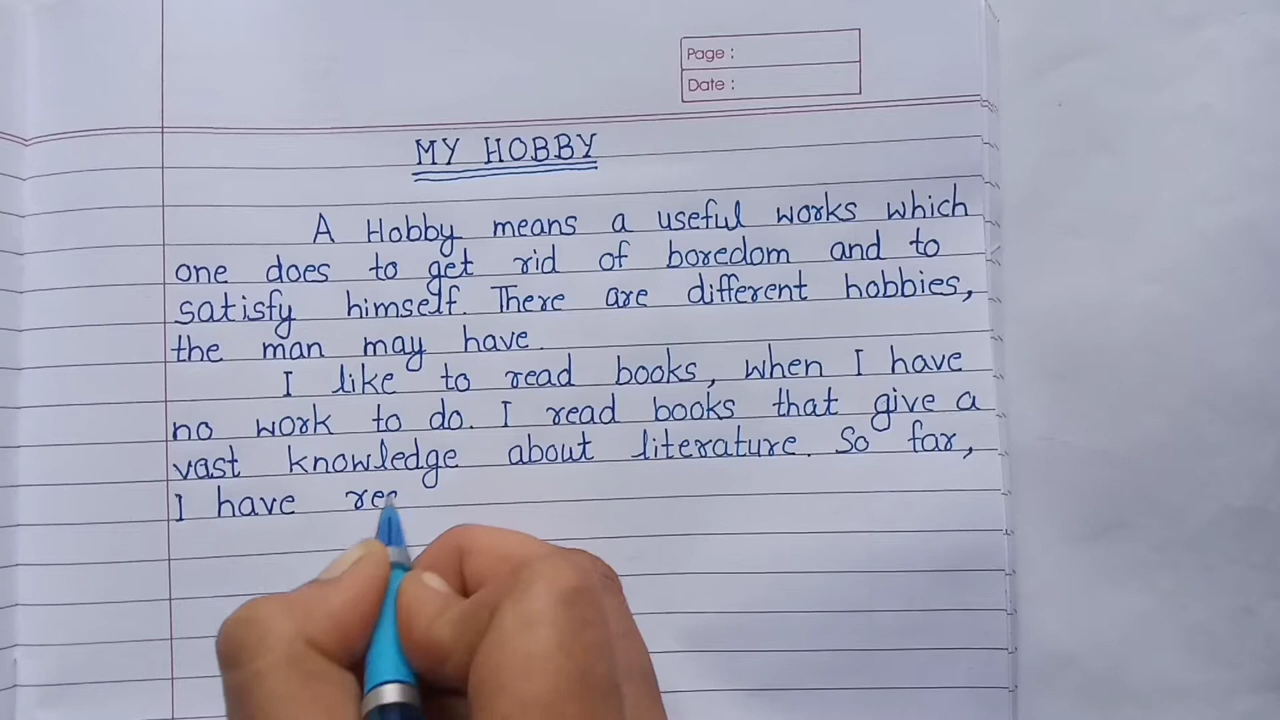 Page :
Date :
MY HOBBY
A Hobby means a useful works which
one does to get rid of boredom and to
satisfy himself. There are different hobbies,
the man may have.
I like to read books, when I have
no work to do. I read books that give a
vast knowledge about literature. So far,
I have